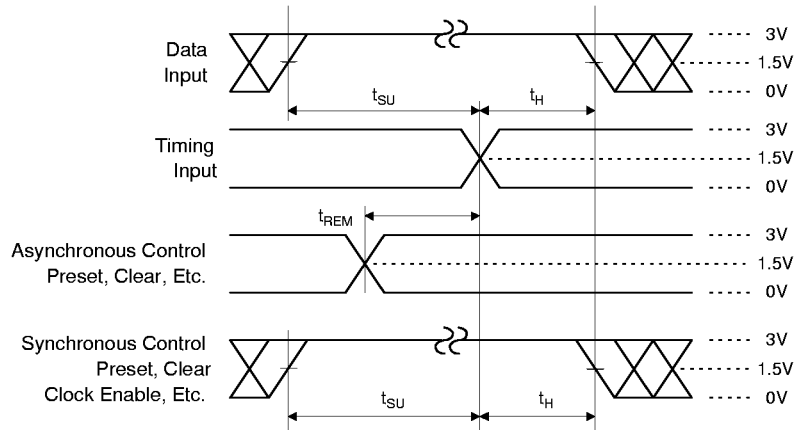 Data
Input
3V
1.5V
0V
tSU
tH
Timing
Input
3V
1.5V
0V
tREM
Asynchronous Control
Preset, Clear, Etc.
3V
1.5V
0V
Synchronous Control
Preset, Clear
Clock Enable, Etc.
3V
1.5V
0V
tSU
tH